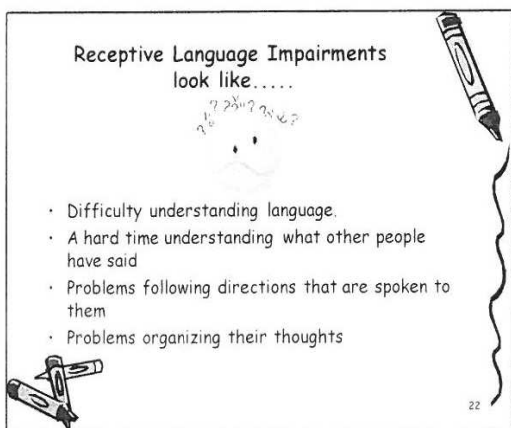 Receptive Language Impairments
look like.....
· Difficulty understanding language.
· A hard time understanding what other people
have said
· Problems following directions that are spoken to
them
· Problems organizing their thoughts
22